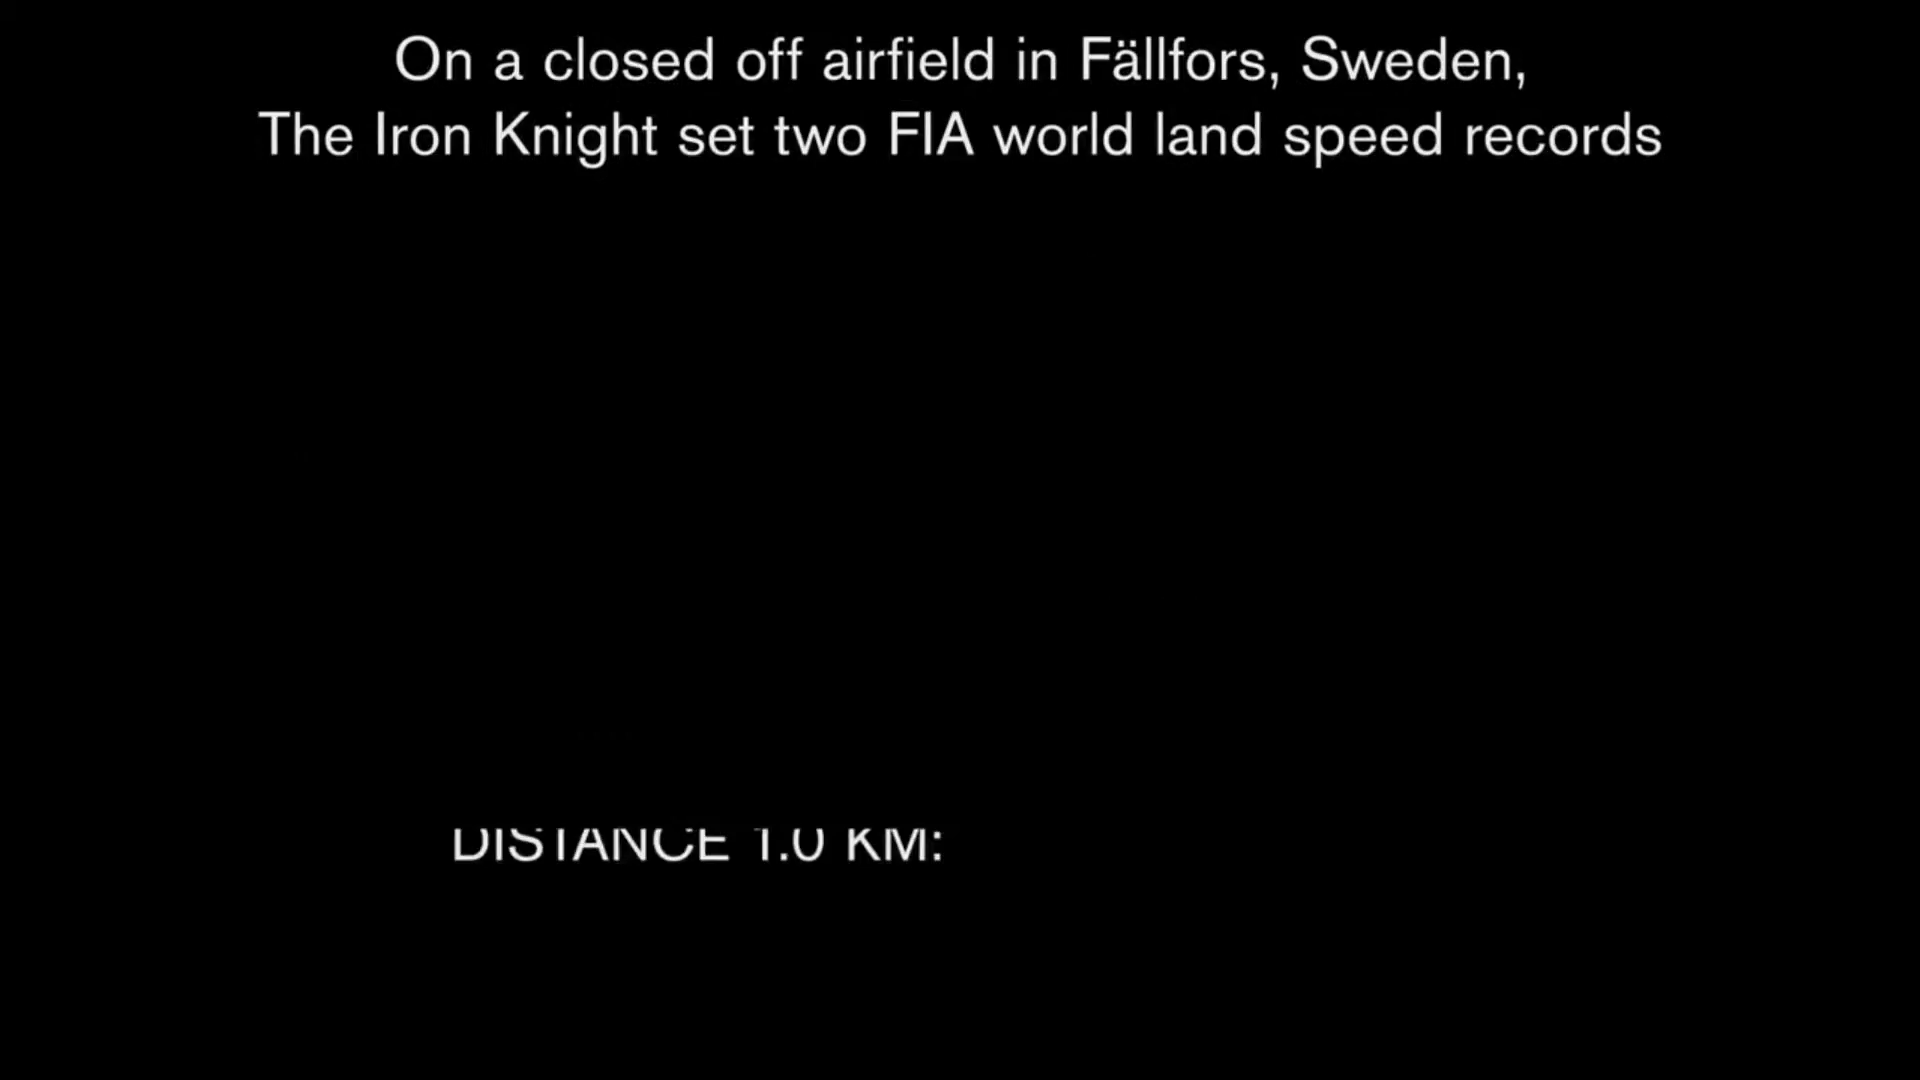 On a closed off airfield in Fällfors, Sweden,
The Iron Knight set two FIA world land speed records
DISTANCE 1.0 KM: